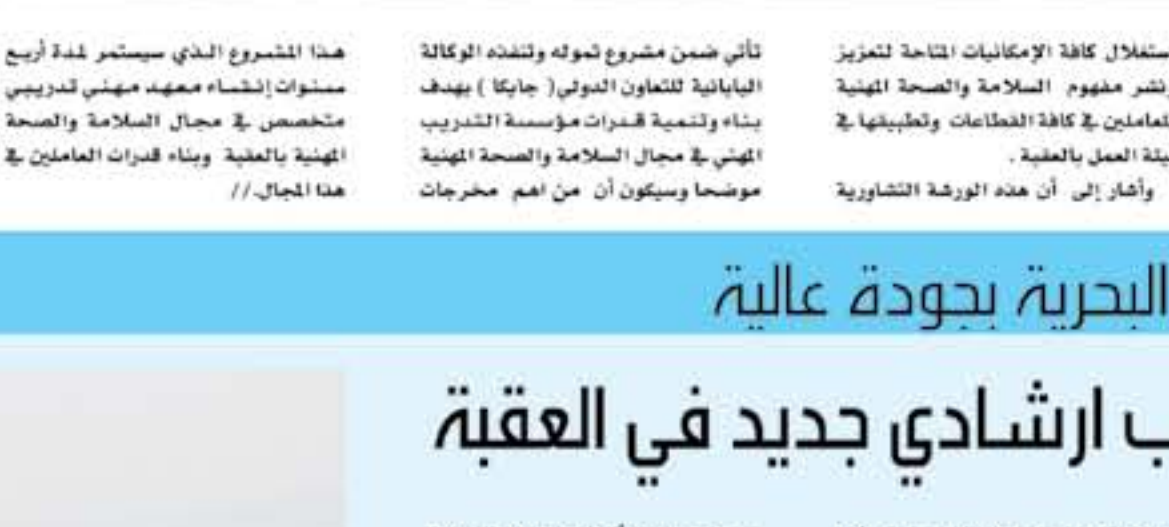 ستغلال كافة الإمكانيات المتاحة لتعزيز
نشر مفهوم السلامة والصحة المهنية
لعاملين في كافة القطاعات وتطبيقها في
يئة العمل بالعقبة .
وأشار إلى أن هذه الورشة التشاورية
تأتي ضمن مشروع تموله وتنفذه الوكالة
اليابانية للتعاون الدولي( جايكا ) بهدف
بناء وتنمية قدرات مؤسسة التدريب
المهني في مجال السلامة والصحة المهنية
موضحا وسيكون أن من اهم مخرجات
هذا المشروع الذي سيستمر لمدة أربع
سنوات إنشاء معهد مهني تدريبي
متخصص في مجال السلامة والصحة
المهنية بالعقبة وبناء قدرات العاملين في
هذا المجال.//
البحرية بجودة عالية
ب ارشادي جديد في العقبة